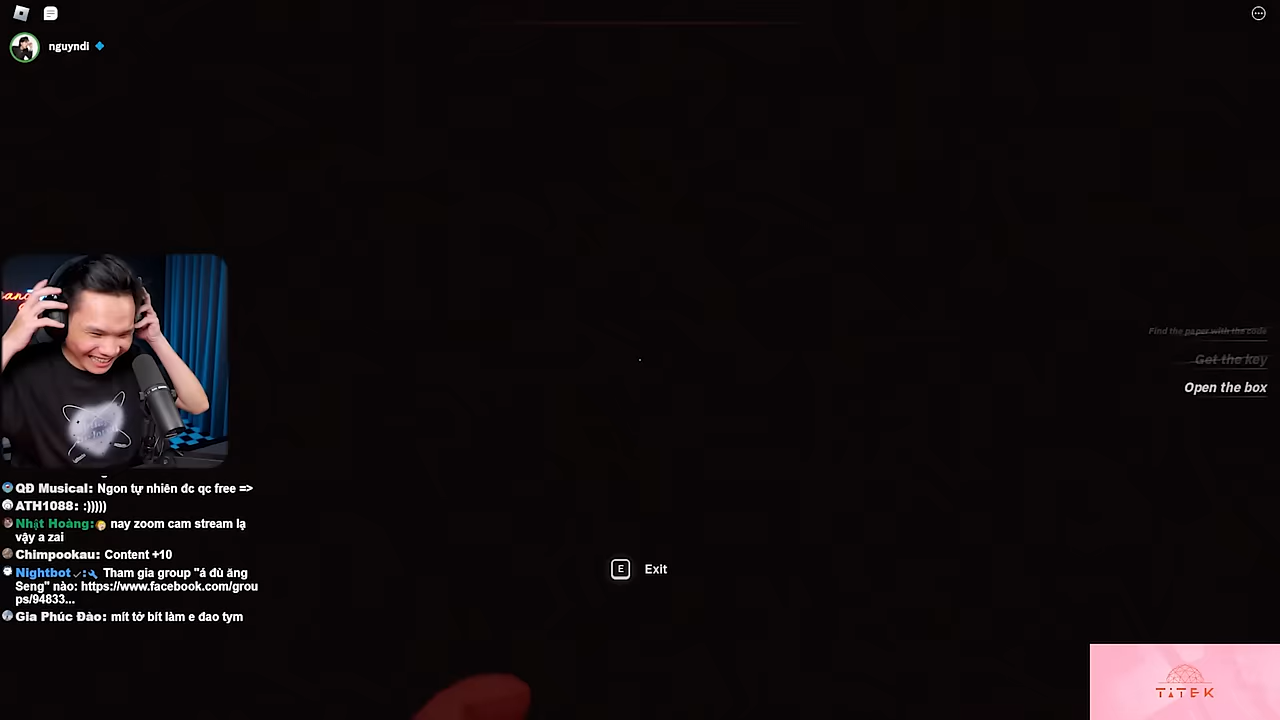 nguyndi
Find the paper with the code
Get the key
Open the box
QĐ Musical: Ngon tự nhiên đc qc free =>
ATH1088: :)))))
Nhật Hoàng: nay zoom cam stream lạ
vậy a zai
Chimpookau: Content +10
Nightbot: Tham gia group "á đù ăng
Seng" nào: https://www.facebook.com/grou
ps/94833...
Gia Phúc Đào: mít tờ bít làm e đao tym
E Exit
TiTEK